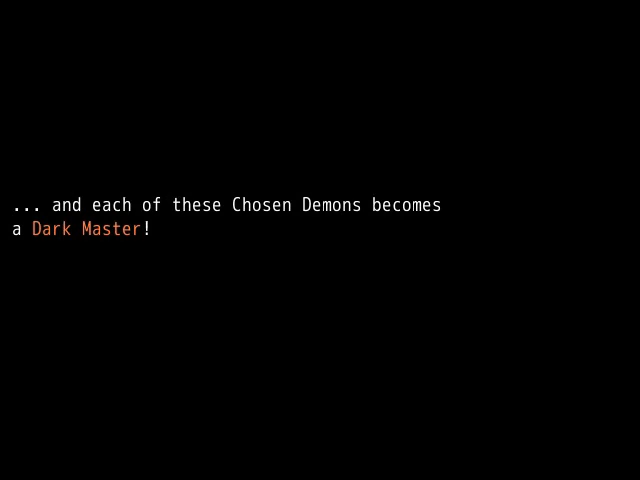 ... and each of these Chosen Demons becomes
a Dark Master!